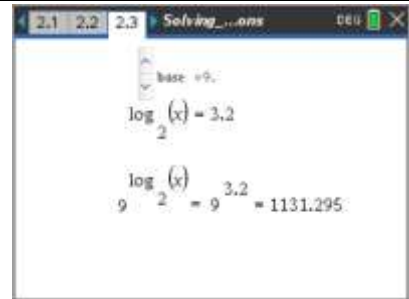 2.1 2.2 2.3 Solving_...ons DEG
base =9.
log₂(x) = 3.2
9^(log₂(x)) = 9^3.2 = 1131.295